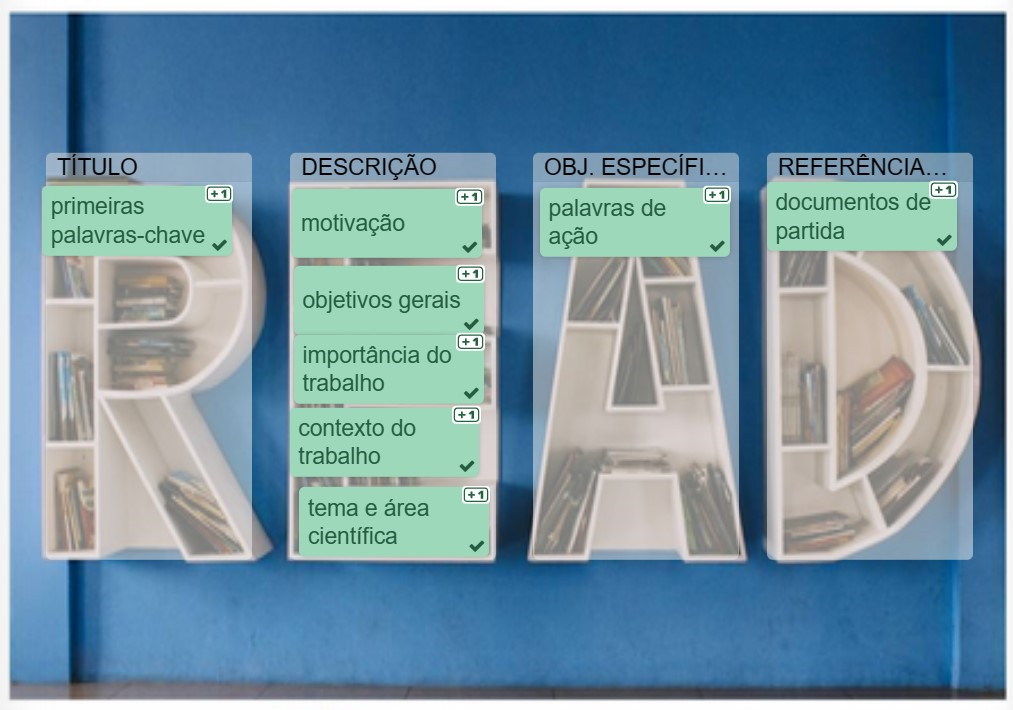 TÍTULO
+1
primeiras
palavras-chave
DESCRIÇÃO
+1
motivação
+1
objetivos gerais
+1
importância do
trabalho
+1
contexto do
trabalho
+1
tema e área
científica
OBJ. ESPECÍFI...
+1
palavras de
ação
REFERÊNCIA...
+1
documentos de
partida
READ